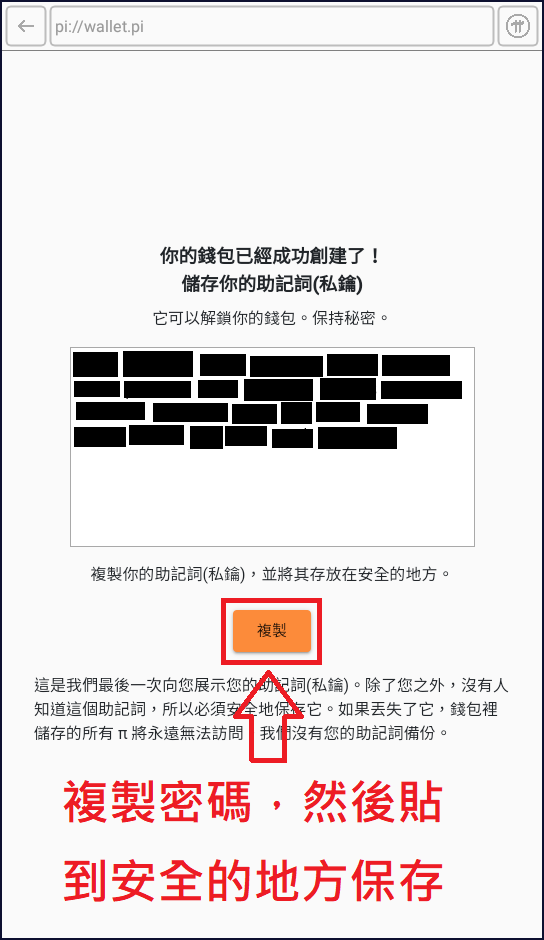 pi://wallet.pi
你的錢包已經成功創建了！
儲存你的助記詞(私鑰)
它可以解鎖你的錢包。保持秘密。
複製你的助記詞(私鑰)，並將其存放在安全的地方。
複製
這是我們最後一次向您展示您的助記詞(私鑰)。除了您之外，沒有人
知道這個助記詞，所以必須安全地保存它。如果丟失了它，錢包裡
儲存的所有 π 將永遠無法訪問 我們沒有您的助記詞備份。
複製密碼，然後貼
到安全的地方保存